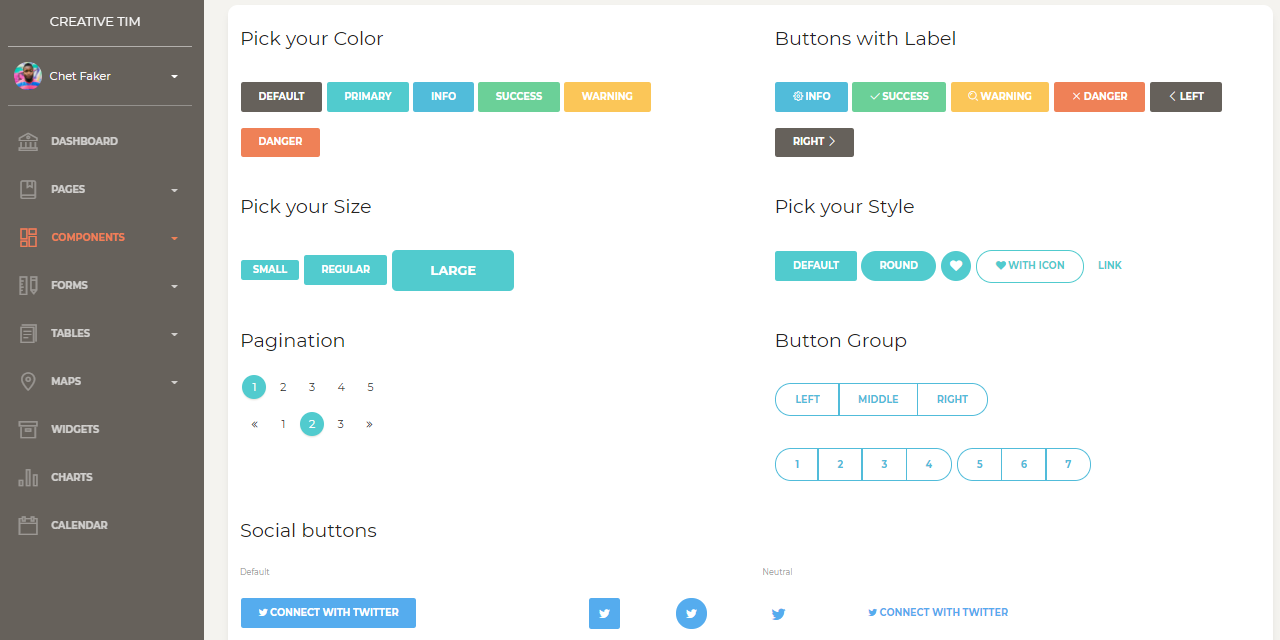 CREATIVE TIM
Chet Faker
DASHBOARD
PAGES
COMPONENTS
FORMS
TABLES
MAPS
WIDGETS
CHARTS
CALENDAR
Pick your Color
DEFAULT PRIMARY INFO SUCCESS WARNING
DANGER
Buttons with Label
INFO SUCCESS WARNING DANGER LEFT
RIGHT
Pick your Size
SMALL REGULAR LARGE
Pick your Style
DEFAULT ROUND WITH ICON LINK
Pagination
1 2 3 4 5
« 1 2 3 »
Button Group
LEFT MIDDLE RIGHT
1 2 3 4 5 6 7
Social buttons
Default
CONNECT WITH TWITTER
Neutral
CONNECT WITH TWITTER